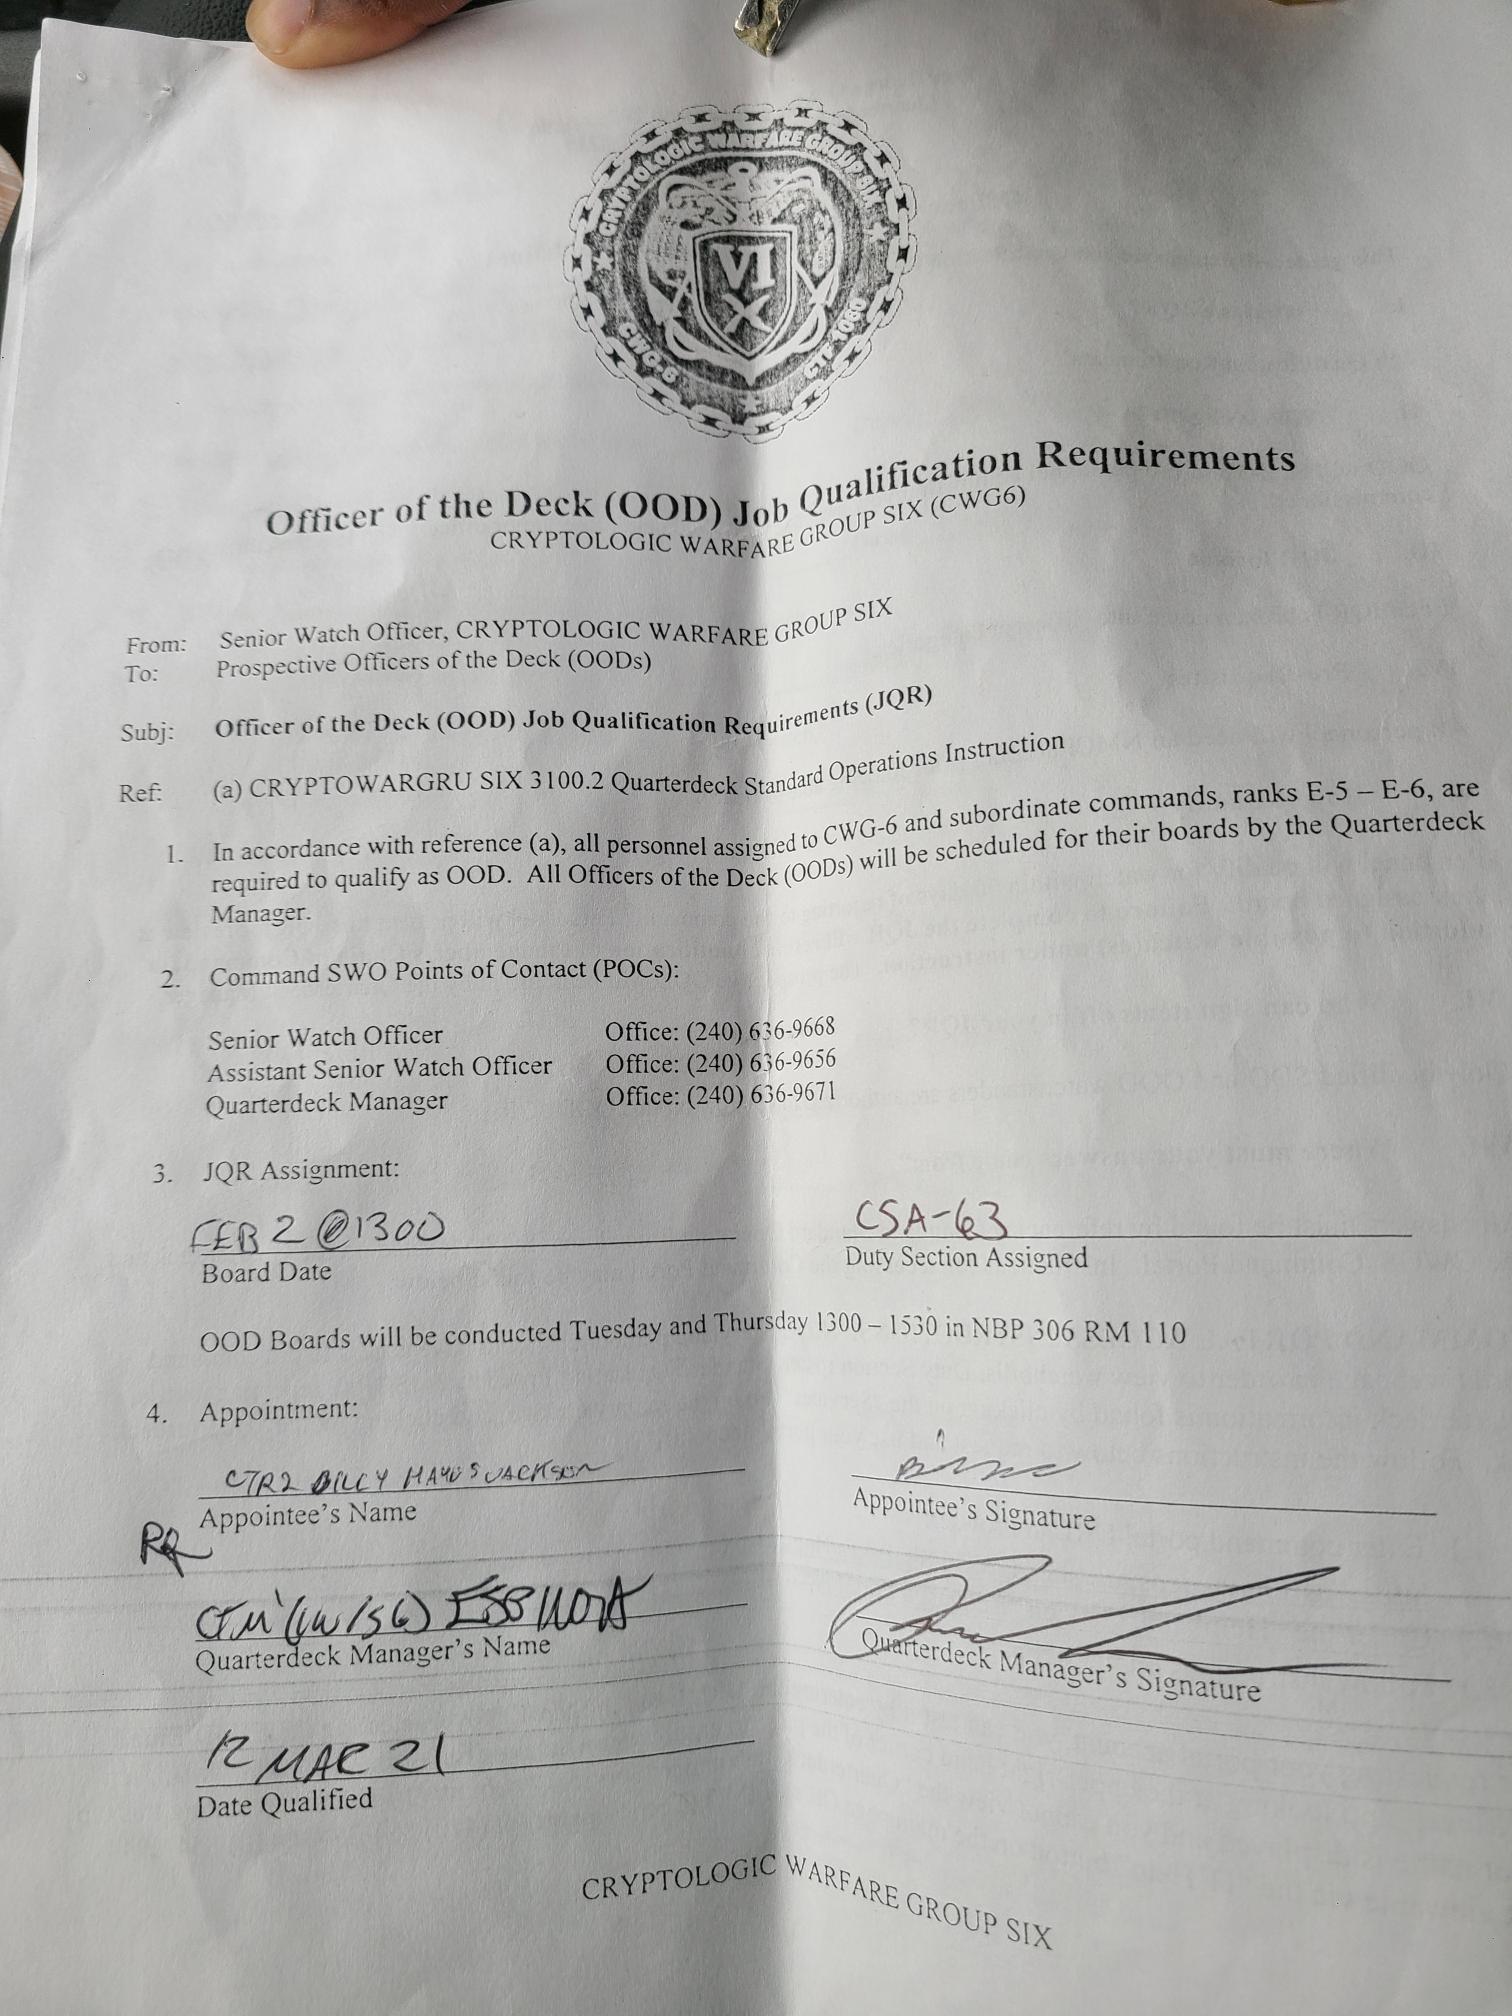 CRYPTOLOGIC WARFARE GROUP SIX
VI
CWG-6
CTF 1060
Officer of the Deck (OOD) Job Qualification Requirements
CRYPTOLOGIC WARFARE GROUP SIX (CWG6)
From: Senior Watch Officer, CRYPTOLOGIC WARFARE GROUP SIX
To: Prospective Officers of the Deck (OODs)
Subj: Officer of the Deck (OOD) Job Qualification Requirements (JQR)
Ref: (a) CRYPTOWARGRU SIX 3100.2 Quarterdeck Standard Operations Instruction
1. In accordance with reference (a), all personnel assigned to CWG-6 and subordinate commands, ranks E-5 – E-6, are
required to qualify as OOD. All Officers of the Deck (OODs) will be scheduled for their boards by the Quarterdeck
Manager.
2. Command SWO Points of Contact (POCs):
Senior Watch Officer Office: (240) 636-9668
Assistant Senior Watch Officer Office: (240) 636-9656
Quarterdeck Manager Office: (240) 636-9671
3. JQR Assignment:
FEB 2 @1300 CSA-63
Board Date Duty Section Assigned
OOD Boards will be conducted Tuesday and Thursday 1300 – 1530 in NBP 306 RM 110
4. Appointment:
CTR2 BILLY HAYES JACKSON
Appointee's Name Appointee's Signature
Quarterdeck Manager's Name Quarterdeck Manager's Signature
12 MAR 21
Date Qualified
CRYPTOLOGIC WARFARE GROUP SIX